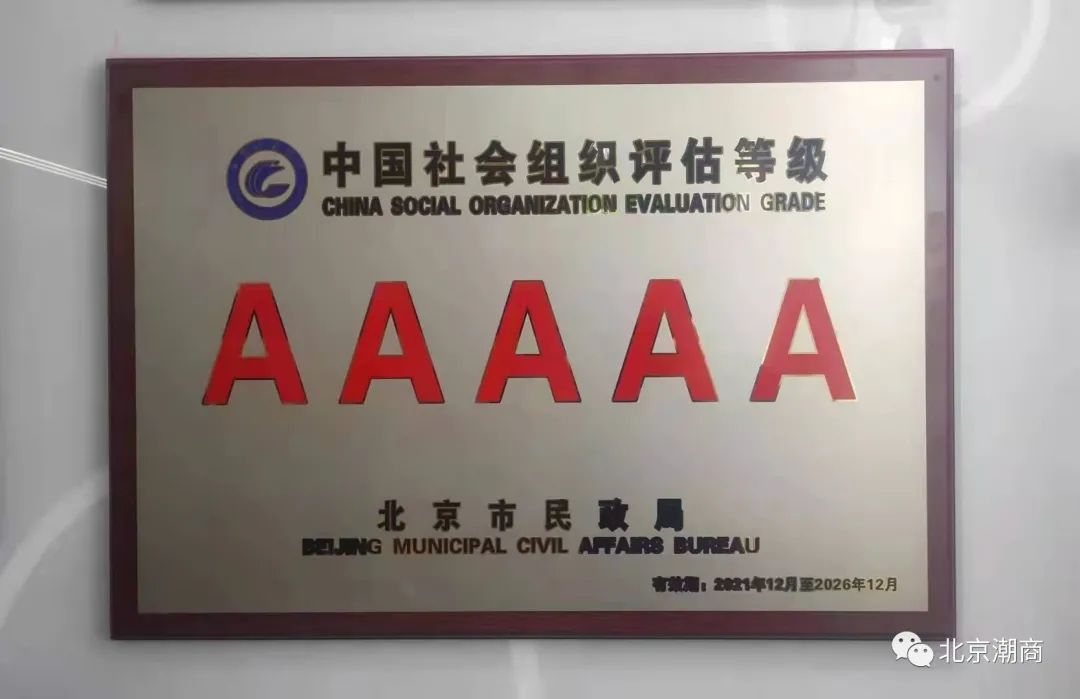 中国社会组织评估等级
CHINA SOCIAL ORGANIZATION EVALUATION GRADE
AAAAA
北京市民政局
BEIJING MUNICIPAL CIVIL AFFAIRS BUREAU
有效期：2021年12月至2026年12月
北京潮商